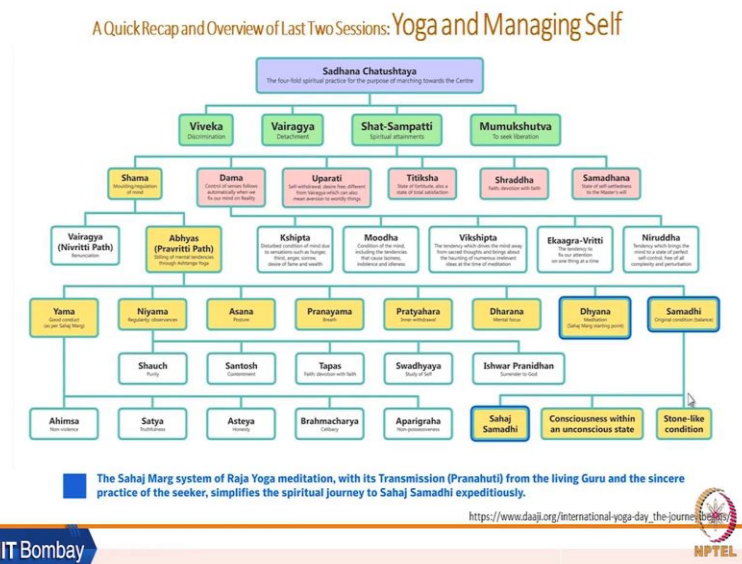 A Quick Recap and Overview of Last Two Sessions: Yoga and Managing Self
Sadhana Chatushtaya
The four-fold spiritual practice for the purpose of marching towards the Centre
Viveka
Discrimination
Vairagya
Detachment
Shat-Sampatti
Spiritual attainments
Mumukshutva
To seek liberation
Shama
Moulding/regulation
of mind
Dama
Control of senses follows
automatically when we
fix our mind on Reality
Uparati
Self-withdrawal, desire free different
from Vairagya which can also
mean aversion to worldly things
Titiksha
State of fortitude, also a
state of total satisfaction
Shraddha
Faith, devotion with faith
Samadhana
State of self-settledness
to the Master's will
Vairagya
(Nivritti Path)
Renunciation
Abhyas
(Pravritti Path)
Stilling of mental tendencies
through Ashtanga Yoga
Kshipta
Disturbed condition of mind due
to sensations such as hunger,
thirst, anger, sorrow,
desire of fame and wealth
Moodha
Condition of the mind,
including the tendencies
that cause laziness,
indolence and idleness
Vikshipta
The tendency which drives the mind away
from sacred thoughts and brings about
the haunting of numerous irrelevant
ideas at the time of meditation
Ekaagra-Vritti
The tendency to
fix our attention
on one thing at a time
Niruddha
Tendency which brings the
mind to a state of perfect
self-control, free of all
complexity and perturbation
Yama
Good conduct
(as per Sahaj Marg)
Niyama
Regularity, observances
Asana
Posture
Pranayama
Breath
Pratyahara
Inner withdrawal
Dharana
Mental focus
Dhyana
Meditation
(Sahaj Marg starting point)
Samadhi
Original condition (balance)
Shauch
Purity
Santosh
Contentment
Tapas
Faith, devotion with faith
Swadhyaya
Study of Self
Ishwar Pranidhan
Surrender to God
Ahimsa
Non-violence
Satya
Truthfulness
Asteya
Honesty
Brahmacharya
Celibacy
Aparigraha
Non-possessiveness
Sahaj
Samadhi
Consciousness within
an unconscious state
Stone-like
condition
The Sahaj Marg system of Raja Yoga meditation, with its Transmission (Pranahuti) from the living Guru and the sincere
practice of the seeker, simplifies the spiritual journey to Sahaj Samadhi expeditiously.
https://www.daaji.org/international-yoga-day_the-journey
IIT Bombay
NPTEL